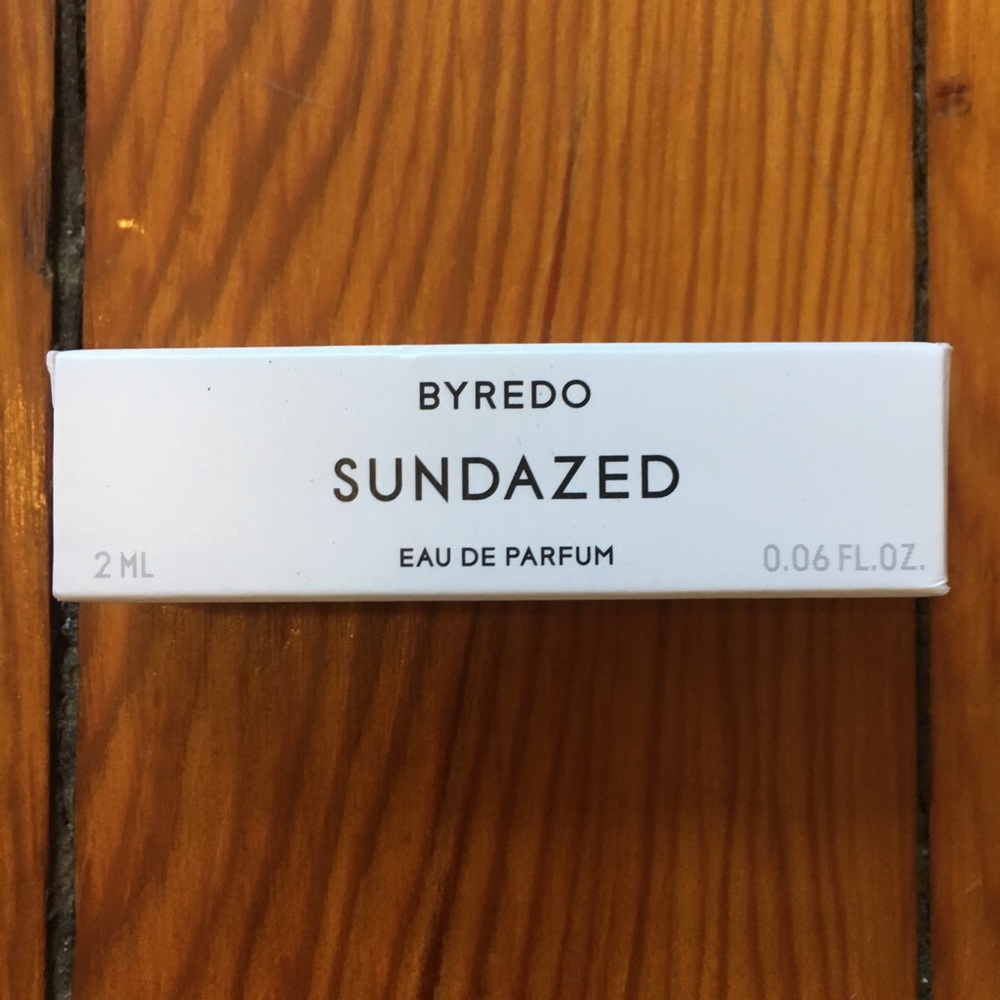 BYREDO
SUNDAZED
EAU DE PARFUM
2 ML
0.06 FL.OZ.